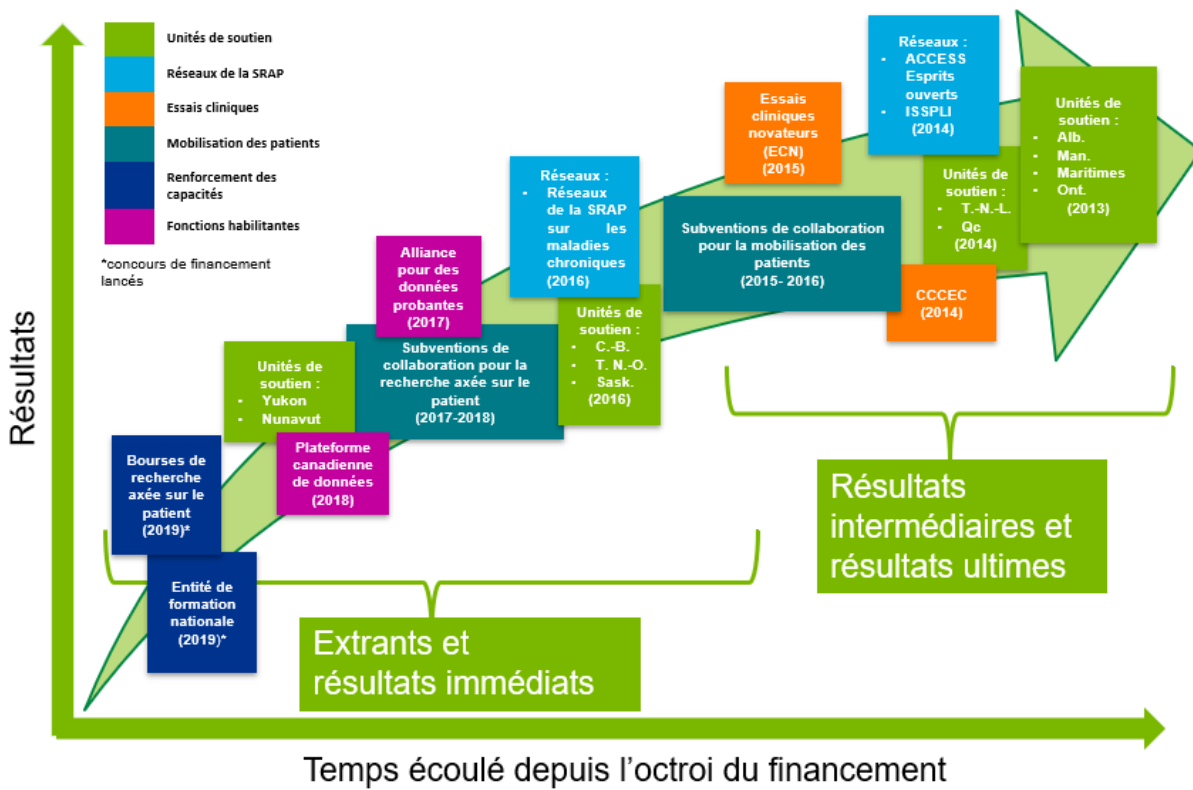 Résultats
Unités de soutien
Réseaux de la SRAP
Essais cliniques
Mobilisation des patients
Renforcement des
capacités
Fonctions habilitantes
*concours de financement
lancés
Bourses de
recherche
axée sur le
patient
(2019)*
Entité de
formation
nationale
(2019)*
Unités de
soutien :
• Yukon
• Nunavut
Plateforme
canadienne
de données
(2018)
Alliance
pour des
données
probantes
(2017)
Subventions de
collaboration pour la
recherche axée sur le
patient
(2017-2018)
Réseaux :
• Réseaux
de la SRAP
sur les
maladies
chroniques
(2016)
Unités de
soutien :
• C.-B.
• T. N.-O.
• Sask.
(2016)
Essais
cliniques
novateurs
(ECN)
(2015)
Subventions de collaboration
pour la mobilisation des
patients
(2015- 2016)
Réseaux :
• ACCESS
Esprits
ouverts
• ISSPLI
(2014)
Unités de
soutien :
• T.-N.-L.
• Qc
(2014)
CCCEC
(2014)
Unités de
soutien :
• Alb.
• Man.
• Maritimes
• Ont.
(2013)
Extrants et
résultats immédiats
Résultats
intermédiaires et
résultats ultimes
Temps écoulé depuis l’octroi du financement